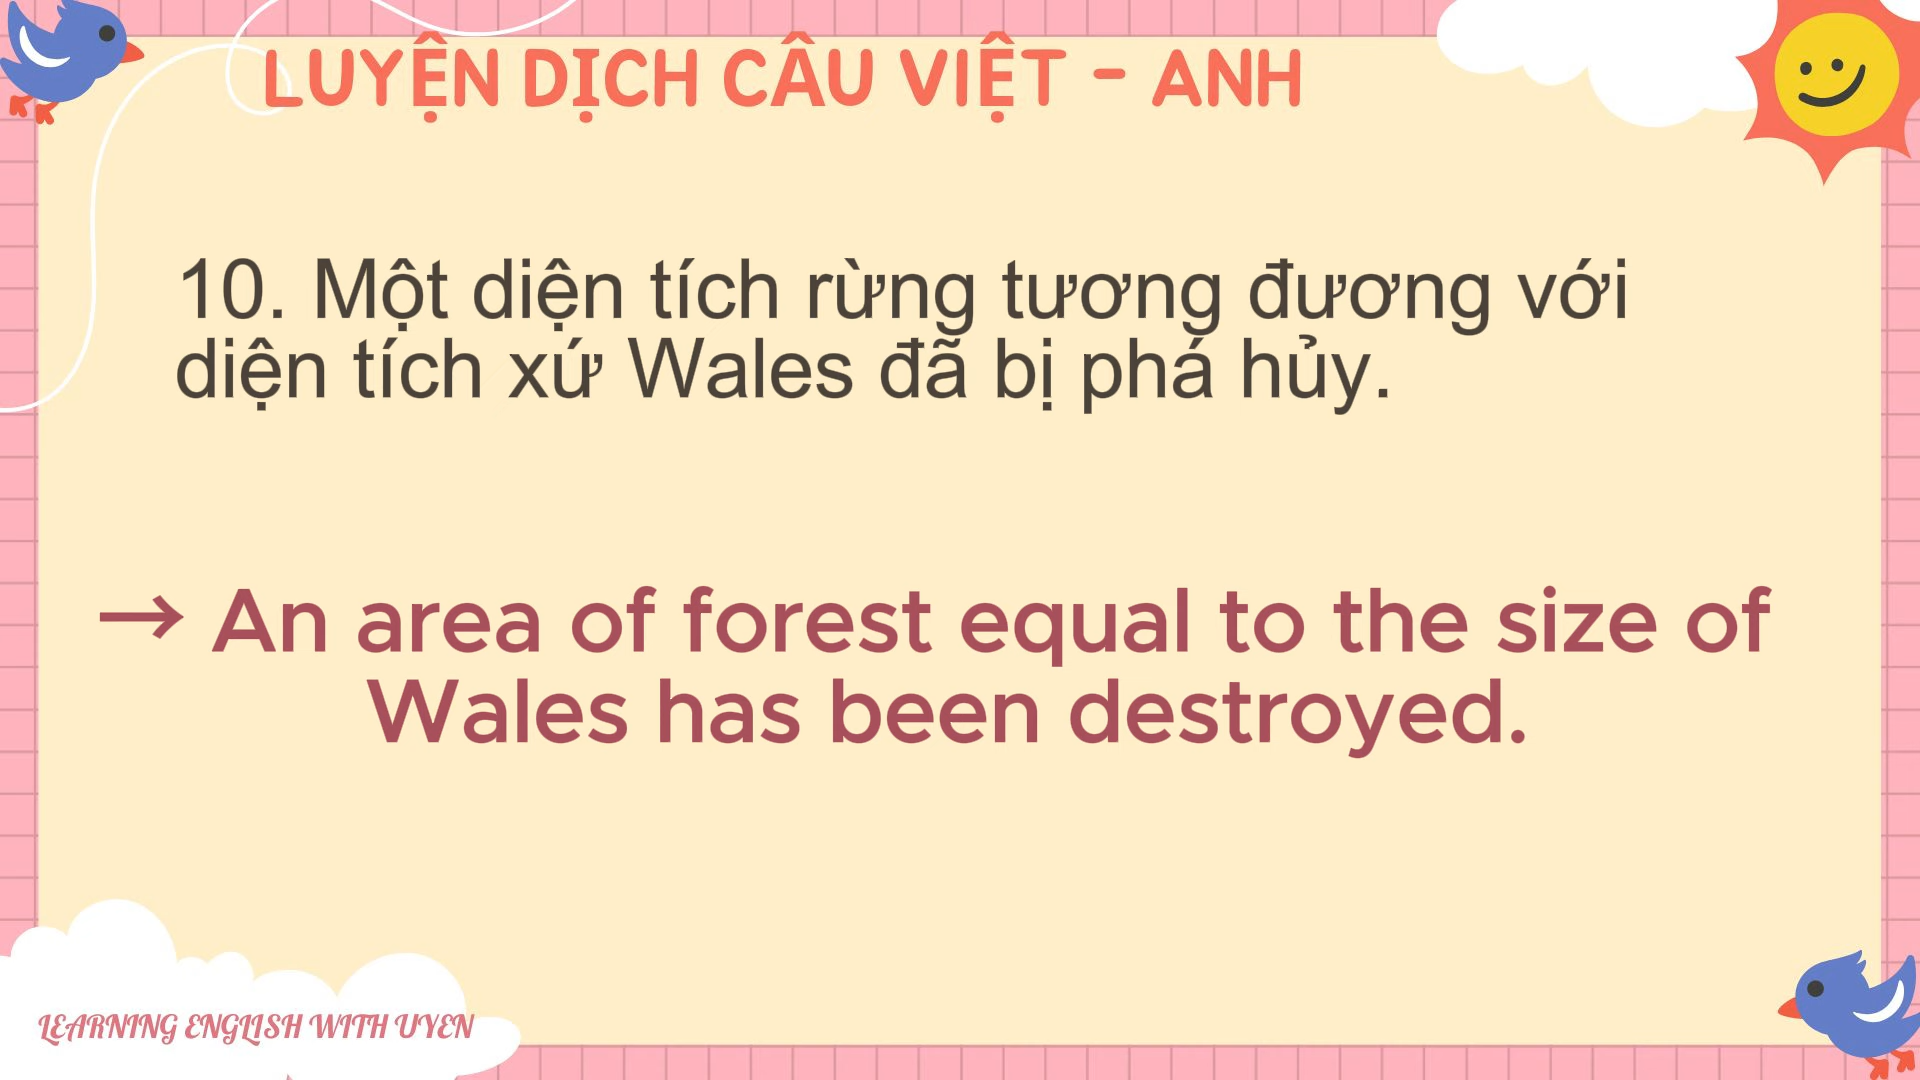 LUYỆN DỊCH CÂU VIỆT - ANH
10. Một diện tích rừng tương đương với
diện tích xứ Wales đã bị phá hủy.
→ An area of forest equal to the size of
Wales has been destroyed.
LEARNING ENGLISH WITH UYEN